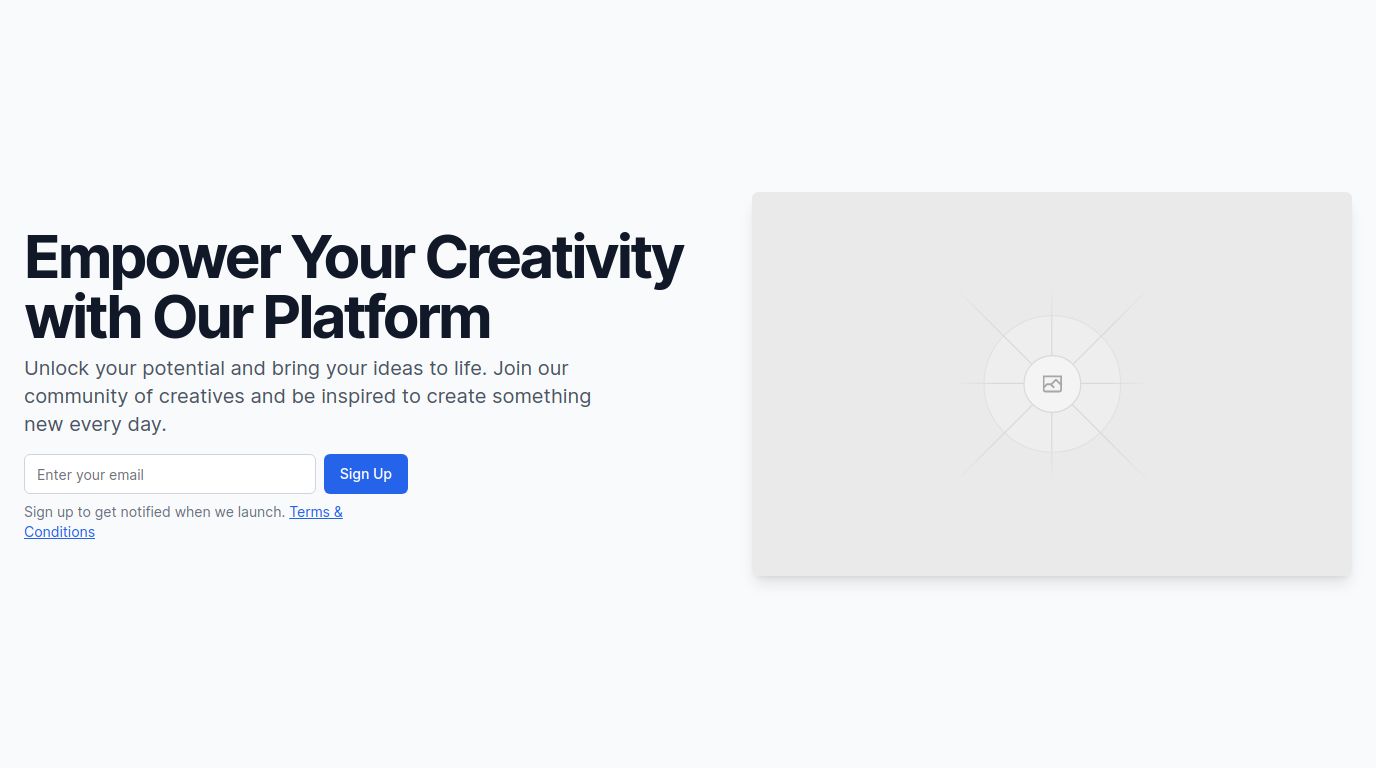 Empower Your Creativity
with Our Platform
Unlock your potential and bring your ideas to life. Join our
community of creatives and be inspired to create something
new every day.
Enter your email
Sign Up
Sign up to get notified when we launch. Terms &
Conditions